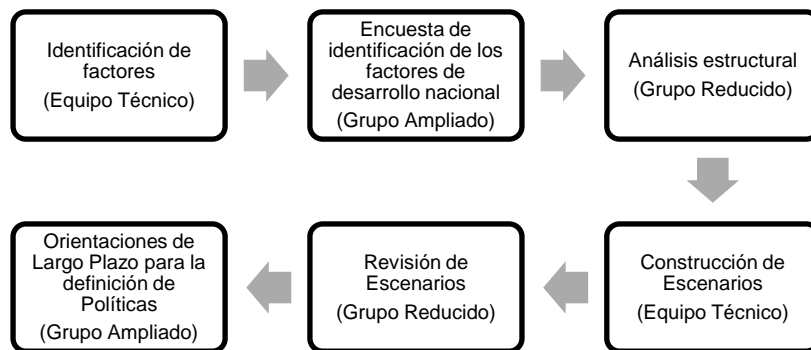 Identificación de
factores
(Equipo Técnico)
Encuesta de
identificación de los
factores de
desarrollo nacional
(Grupo Ampliado)
Análisis estructural
(Grupo Reducido)
Construcción de
Escenarios
(Equipo Técnico)
Revisión de
Escenarios
(Grupo Reducido)
Orientaciones de
Largo Plazo para la
definición de
Políticas
(Grupo Ampliado)